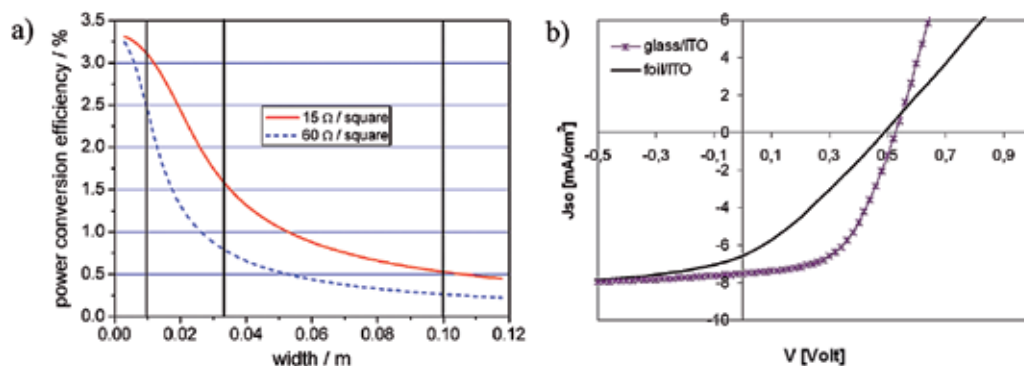 a)
power conversion efficiency / %
3.5
3.0
2.5
2.0
1.5
1.0
0.5
0.0
15 Ω / square
60 Ω / square
0.00 0.02 0.04 0.06 0.08 0.10 0.12
width / m
b)
Jso [mA/cm²]
glass/ITO
foil/ITO
6
4
2
0
-0,5 -0,3 -0,1 0,1 0,3 0,5 0,7 0,9
-2
-4
-6
-8
-10
V [Volt]